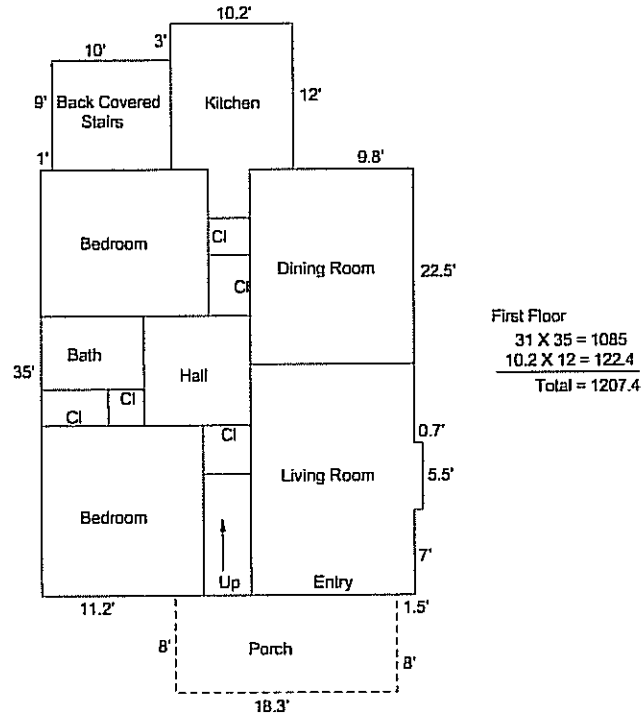 10.2'
3'
10'
9'
Back Covered
Stairs
Kitchen
12'
1'
9.8'
Bedroom
Cl
Dining Room
22.5'
Cl
First Floor
31 X 35 = 1085
10.2 X 12 = 122.4
Total = 1207.4
Bath
35'
Hall
Cl
Cl
Cl
0.7'
Living Room
5.5'
Bedroom
7'
Up
Entry
11.2'
1.5'
8'
Porch
8'
18.3'